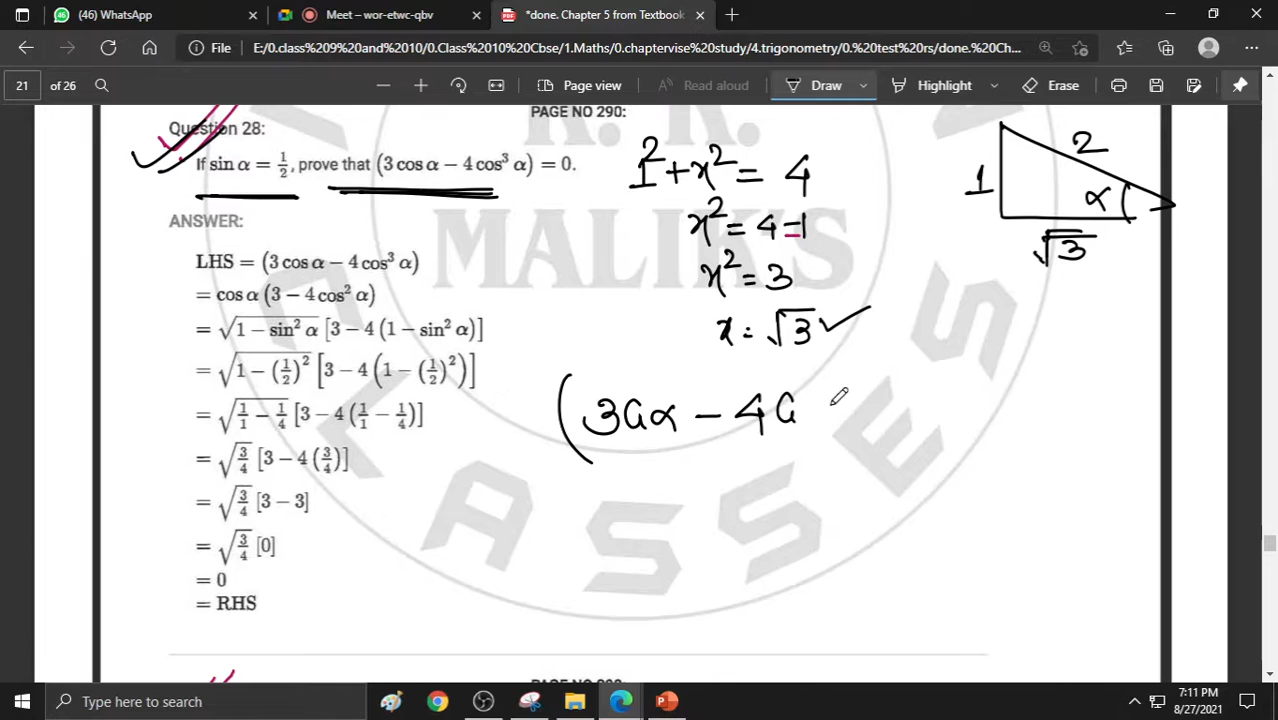 (46) WhatsApp
Meet – wor-etwc-qbv
*done. Chapter 5 from Textbook
File
E:/0.class%209%20and%2010/0.Class%2010%20Cbse/1.Maths/0.chaptervise%20study/4.trigonometry/0.%20test%20rs/done.%20Ch...
21 of 26
Page view
Read aloud
Draw
Highlight
Erase
PAGE NO 290:
Question 28:
If sin α = 1/2, prove that (3 cos α − 4 cos³ α) = 0.
ANSWER:
LHS = (3 cos α − 4 cos³ α)
= cos α (3 − 4 cos² α)
= √(1 − sin² α) [3 − 4 (1 − sin² α)]
= √(1 − (1/2)²) [3 − 4(1 − (1/2)²)]
= √(1/1 − 1/4) [3 − 4(1/1 − 1/4)]
= √(3/4) [3 − 4(3/4)]
= √(3/4) [3 − 3]
= √(3/4) [0]
= 0
= RHS
1² + x² = 4
x² = 4 − 1
x² = 3
x = √3
1
2
α
√3
MALIK'S
CLASSES
Type here to search
7:11 PM
8/27/2021